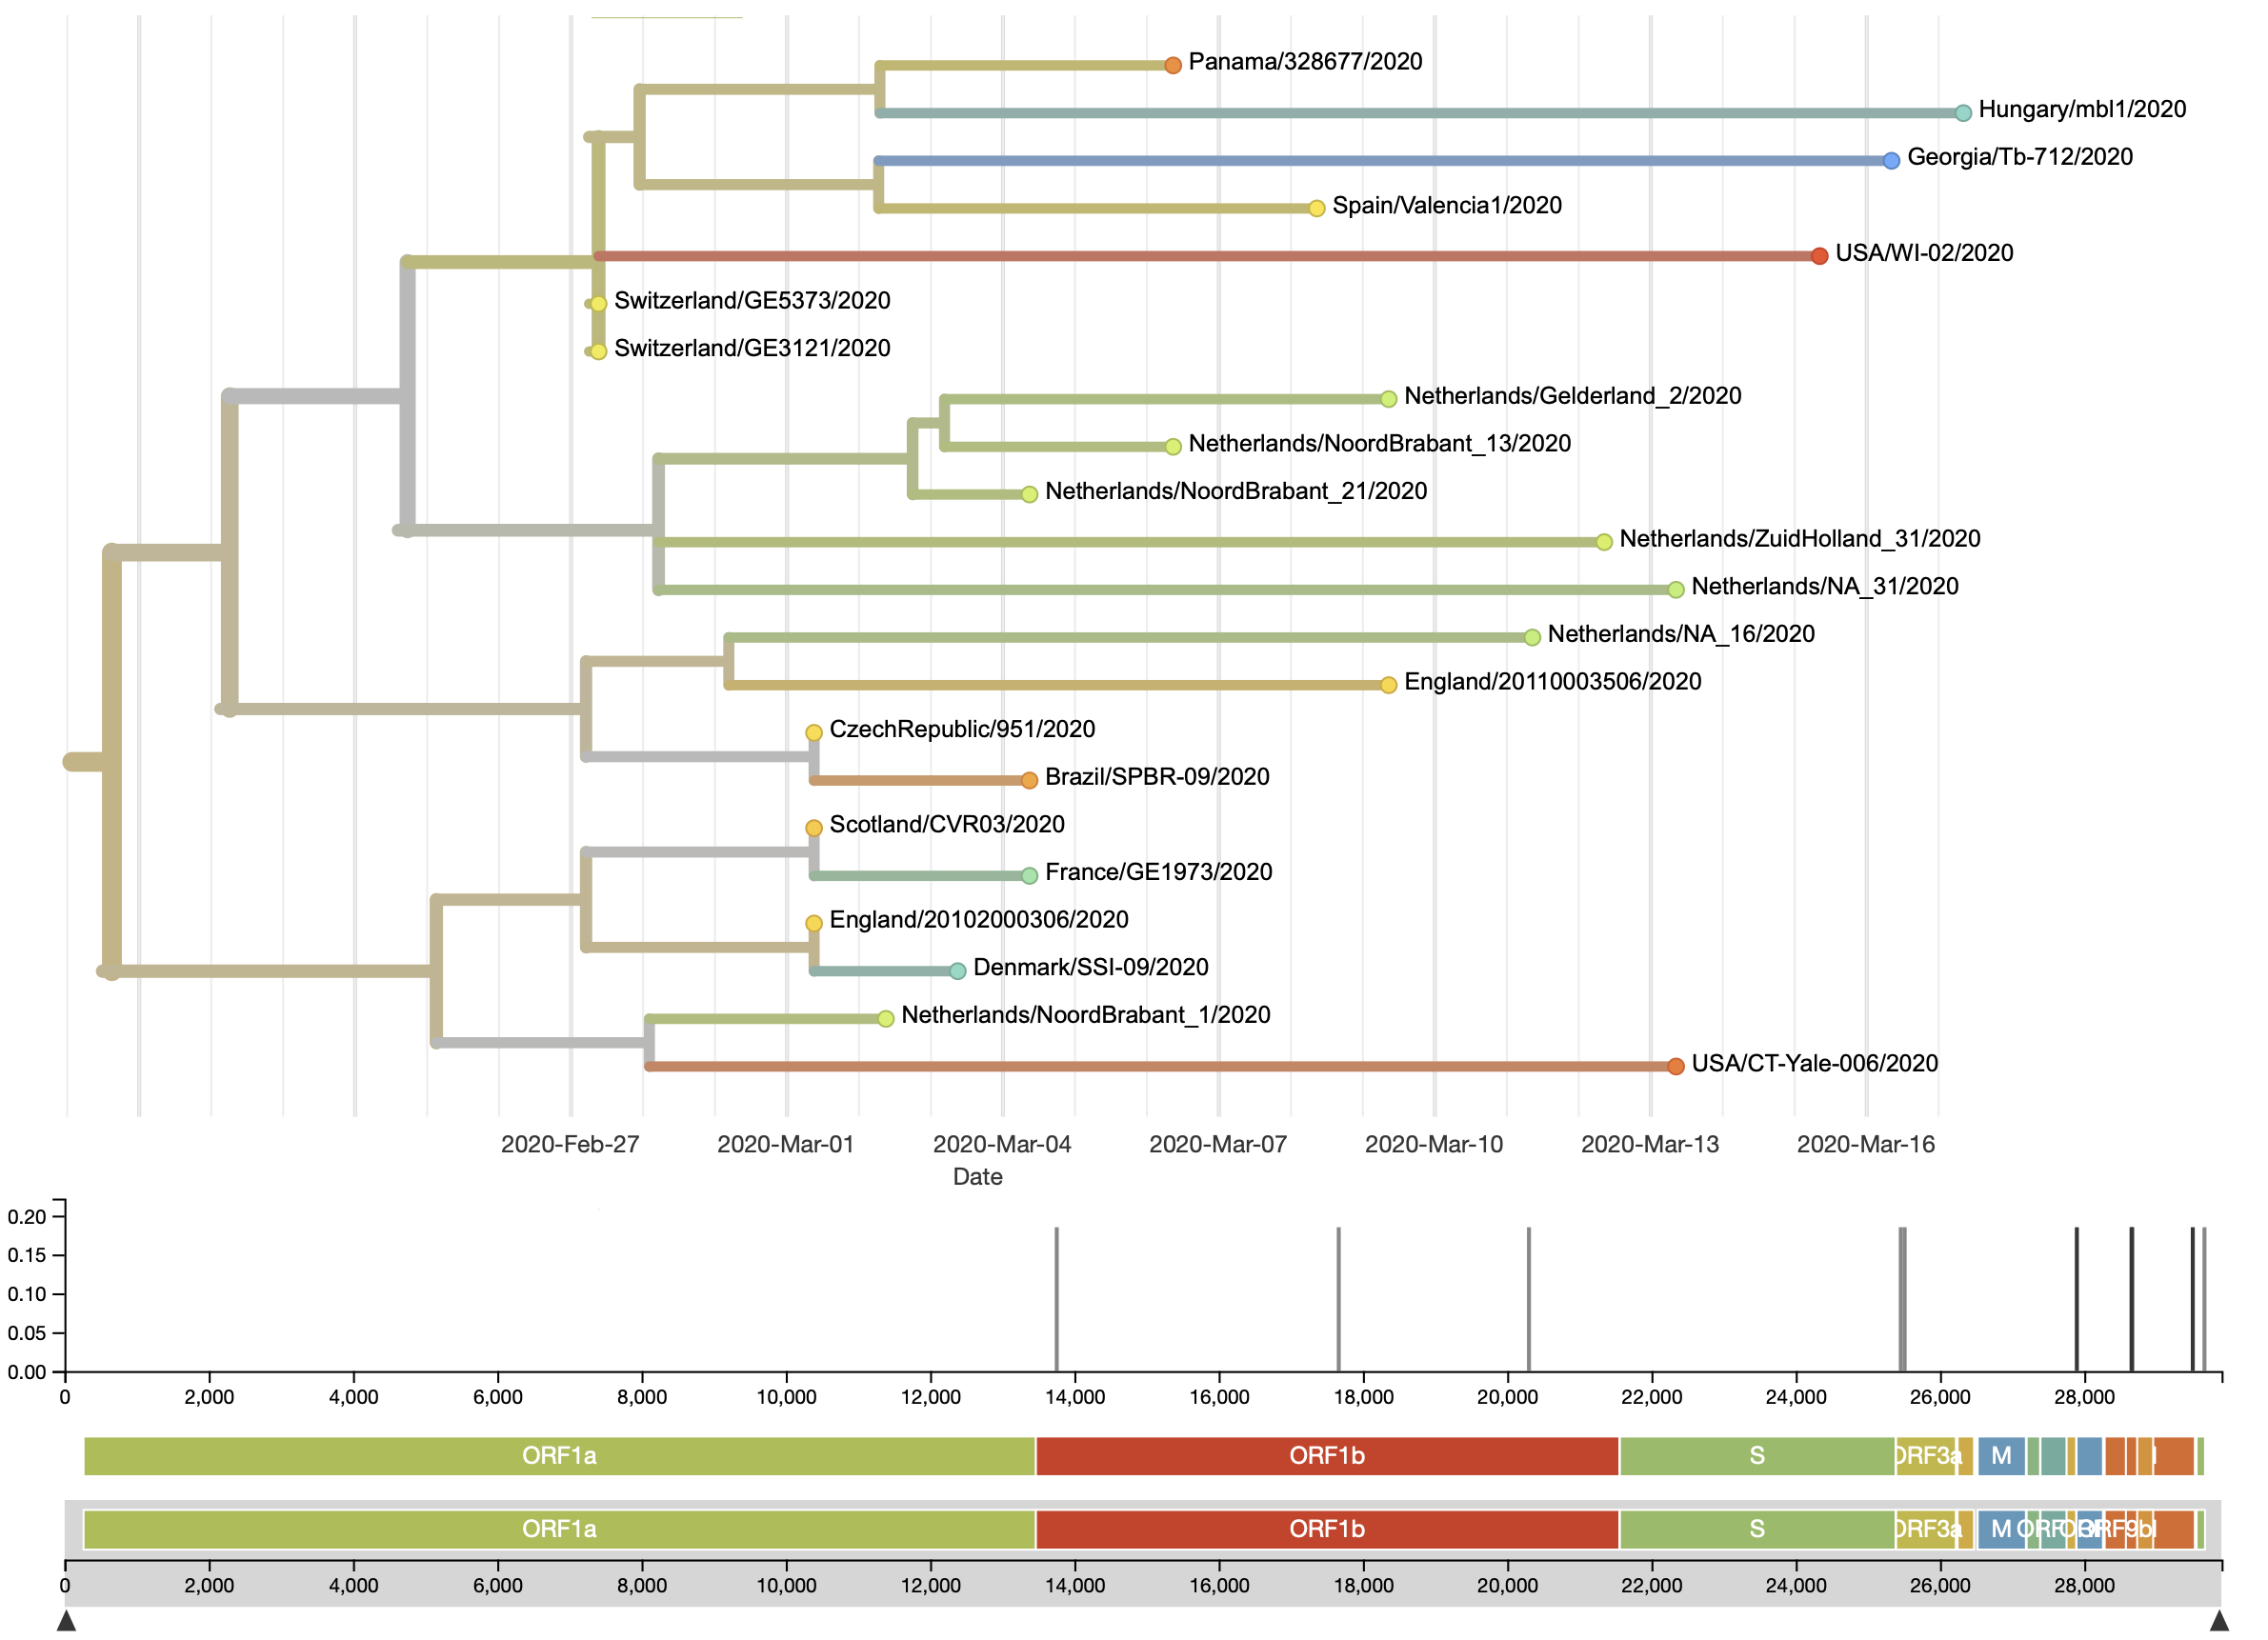 Panama/328677/2020
Hungary/mbl1/2020
Georgia/Tb-712/2020
Spain/Valencia1/2020
USA/WI-02/2020
Switzerland/GE5373/2020
Switzerland/GE3121/2020
Netherlands/Gelderland_2/2020
Netherlands/NoordBrabant_13/2020
Netherlands/NoordBrabant_21/2020
Netherlands/ZuidHolland_31/2020
Netherlands/NA_31/2020
Netherlands/NA_16/2020
England/20110003506/2020
CzechRepublic/951/2020
Brazil/SPBR-09/2020
Scotland/CVR03/2020
France/GE1973/2020
England/20102000306/2020
Denmark/SSI-09/2020
Netherlands/NoordBrabant_1/2020
USA/CT-Yale-006/2020
2020-Feb-27 2020-Mar-01 2020-Mar-04 2020-Mar-07 2020-Mar-10 2020-Mar-13 2020-Mar-16
Date
0.20
0.15
0.10
0.05
0.00
0 2,000 4,000 6,000 8,000 10,000 12,000 14,000 16,000 18,000 20,000 22,000 24,000 26,000 28,000
ORF1a ORF1b S ORF3a M
ORF1a ORF1b S ORF3a M
0 2,000 4,000 6,000 8,000 10,000 12,000 14,000 16,000 18,000 20,000 22,000 24,000 26,000 28,000